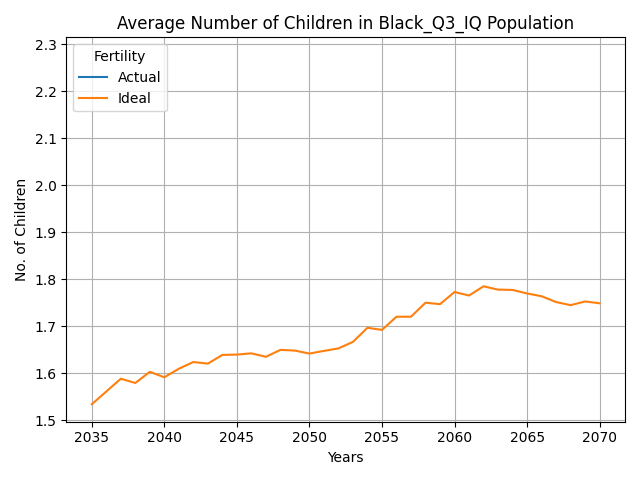 Average Number of Children in Black_Q3_IQ Population
Fertility
Actual
Ideal
No. of Children
2.3
2.2
2.1
2.0
1.9
1.8
1.7
1.6
1.5
2035 2040 2045 2050 2055 2060 2065 2070
Years